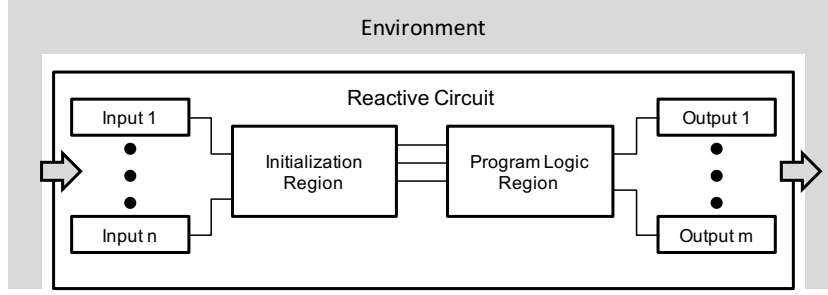 Environment
Reactive Circuit
Input 1
Output 1
Initialization
Region
Program Logic
Region
Input n
Output m